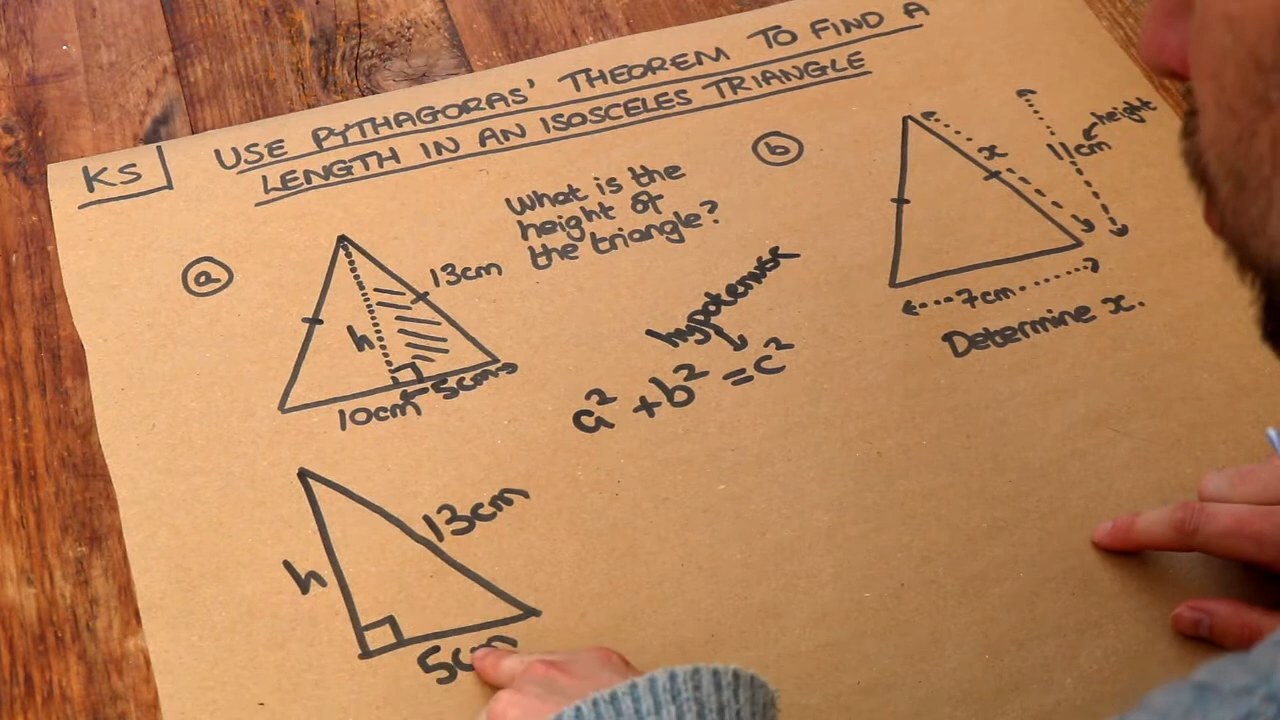 KS
USE PYTHAGORAS' THEOREM TO FIND A
LENGTH IN AN ISOSCELES TRIANGLE
a
What is the
height of
the triangle?
13cm
h
10cm
5cm
hypotenuse
a² + b² = c²
h
13cm
5cm
b
x
11cm
height
7cm
Determine x.